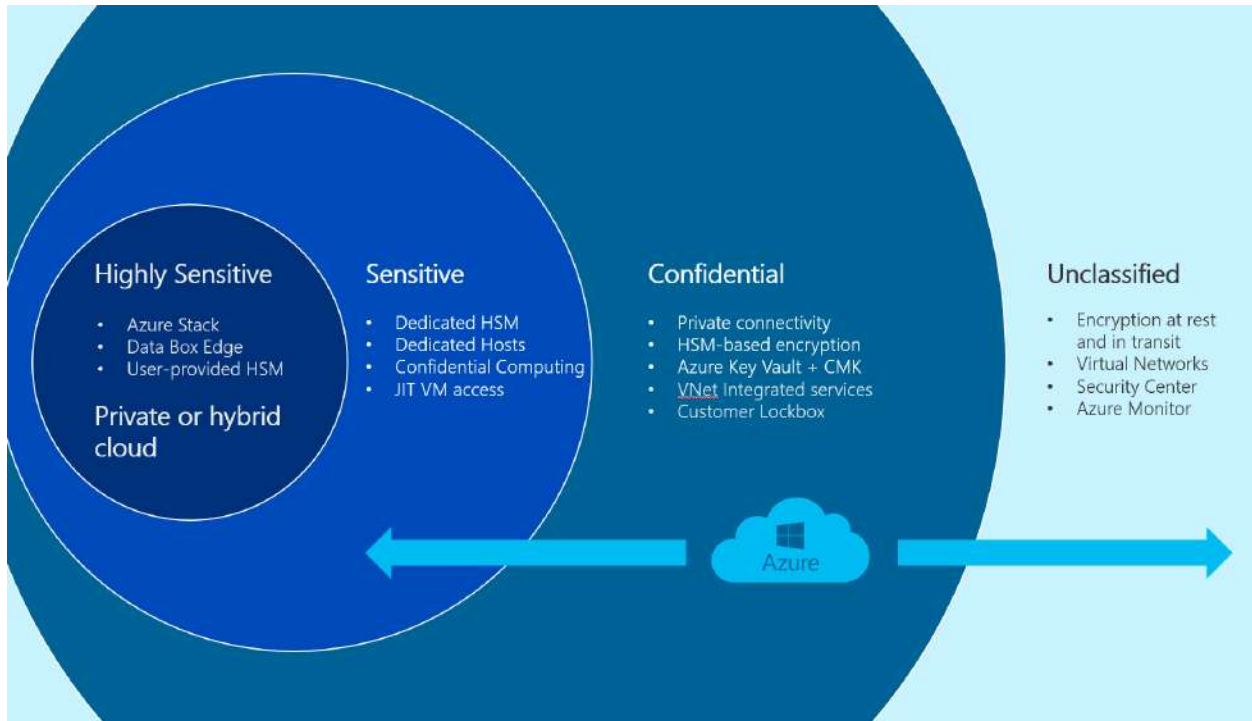 Highly Sensitive
• Azure Stack
• Data Box Edge
• User-provided HSM
Private or hybrid
cloud
Sensitive
• Dedicated HSM
• Dedicated Hosts
• Confidential Computing
• JIT VM access
Confidential
• Private connectivity
• HSM-based encryption
• Azure Key Vault + CMK
• VNet Integrated services
• Customer Lockbox
Unclassified
• Encryption at rest
and in transit
• Virtual Networks
• Security Center
• Azure Monitor
Azure